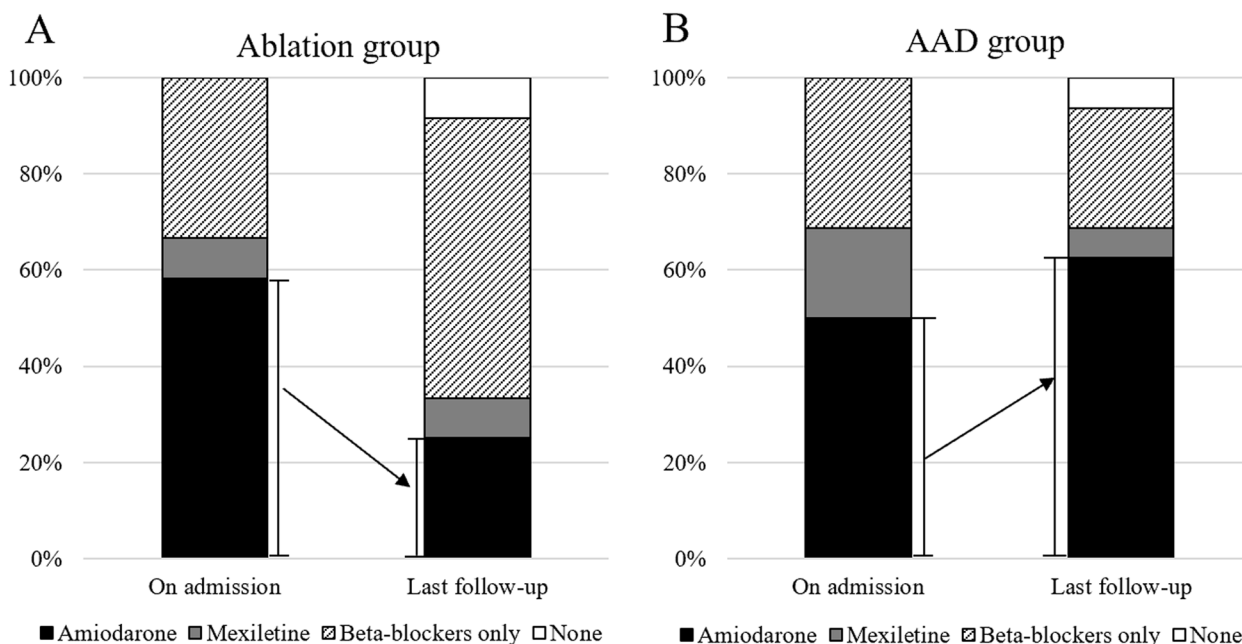 A
Ablation group
100%
80%
60%
40%
20%
0%
On admission Last follow-up
Amiodarone Mexiletine Beta-blockers only None
B
AAD group
100%
80%
60%
40%
20%
0%
On admission Last follow-up
Amiodarone Mexiletine Beta-blockers only None